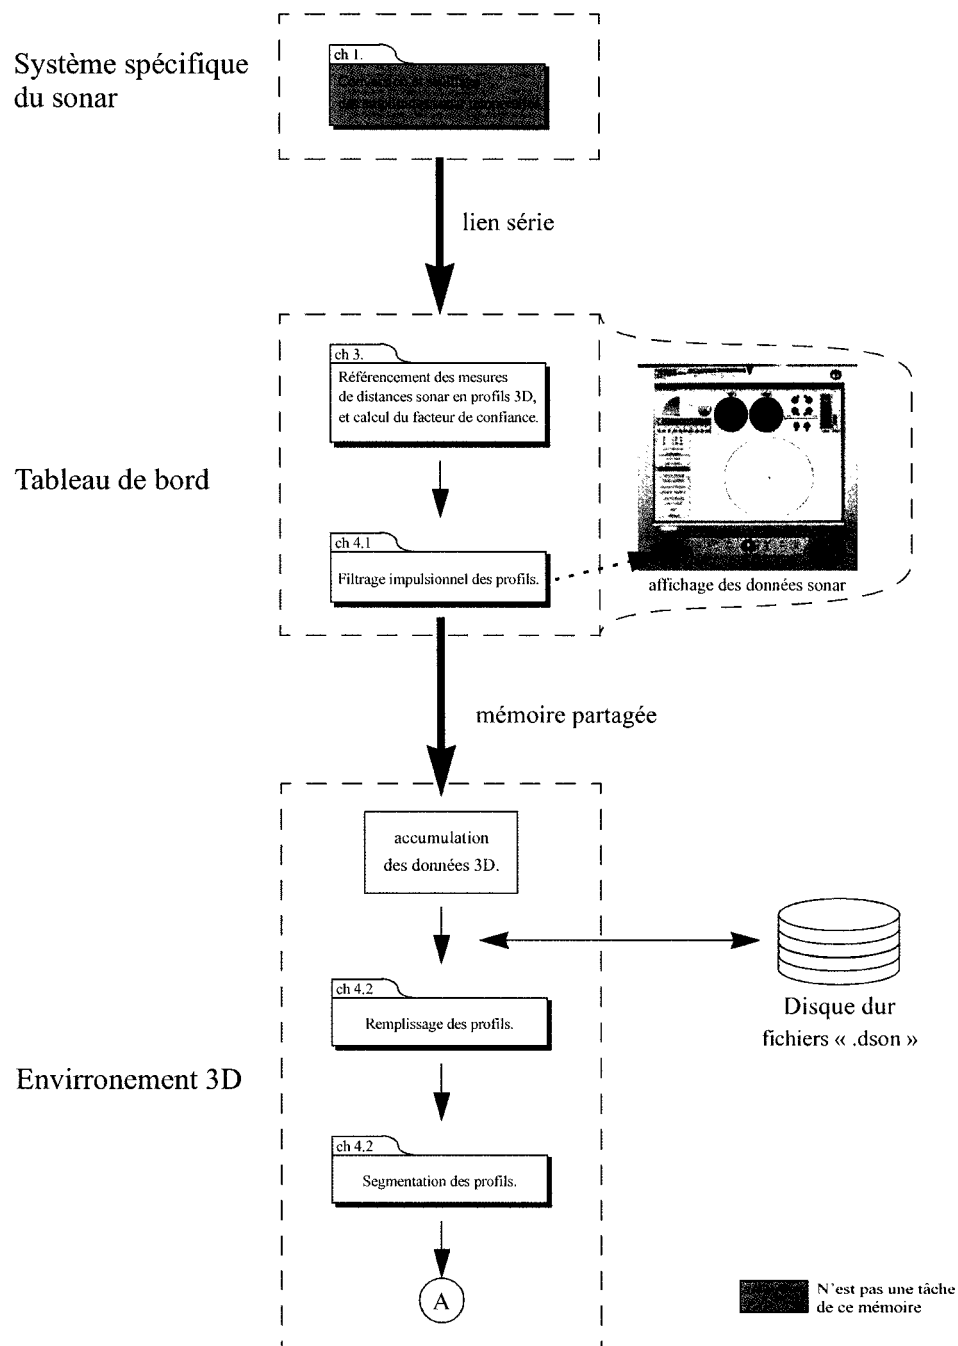 Système spécifique
du sonar
ch 1.
lien série
Tableau de bord
ch 3.
Référencement des mesures
de distances sonar en profils 3D,
et calcul du facteur de confiance.
ch 4.1
Filtrage impulsionnel des profils.
affichage des données sonar
mémoire partagée
Envirronement 3D
accumulation
des données 3D.
Disque dur
fichiers « .dson »
ch 4.2
Remplissage des profils.
ch 4.2
Segmentation des profils.
A
N'est pas une tâche
de ce mémoire